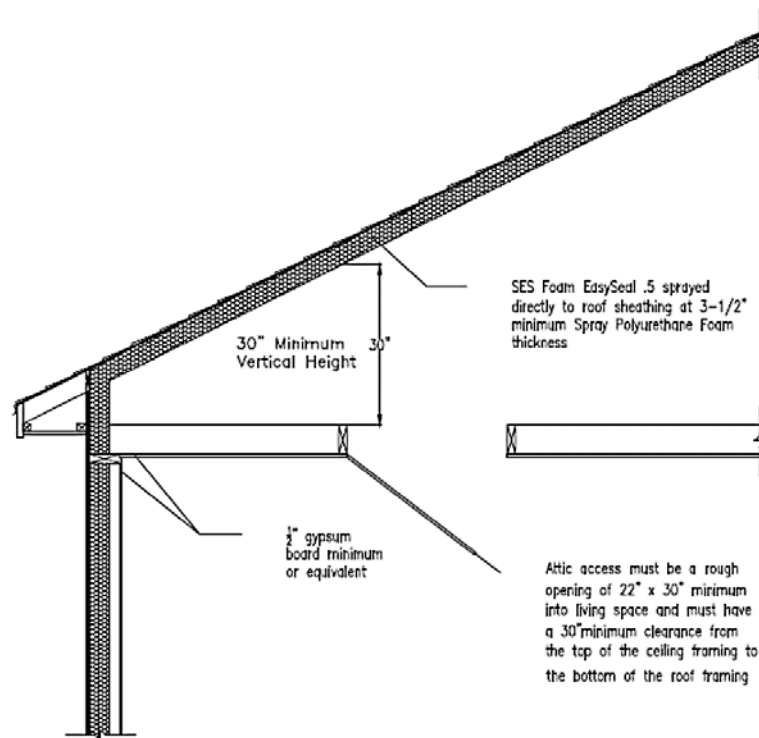 SES Foam EasySeal .5 sprayed
directly to roof sheathing at 3-1/2"
minimum Spray Polyurethane Foam
thickness
30" Minimum
Vertical Height
30"
½" gypsum
board minimum
or equivalent
Attic access must be a rough
opening of 22" x 30" minimum
into living space and must have
a 30"minimum clearance from
the top of the ceiling framing to
the bottom of the roof framing